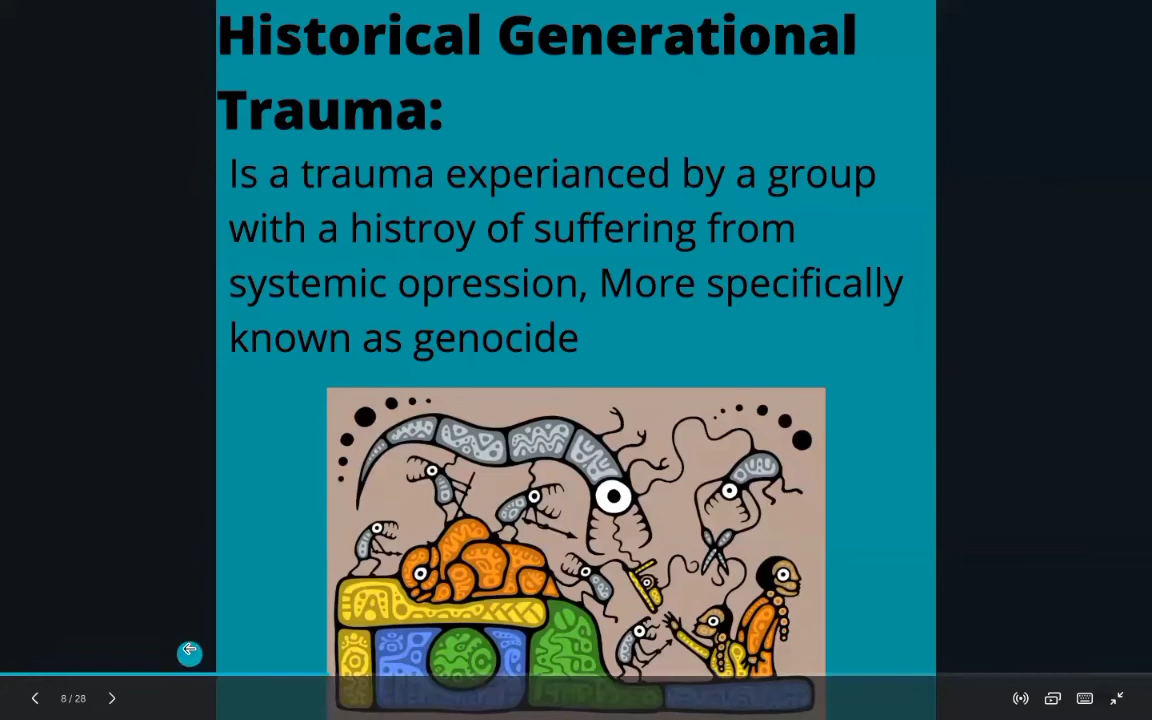 Historical Generational
Trauma:
Is a trauma experianced by a group
with a histroy of suffering from
systemic opression, More specifically
known as genocide
8/28